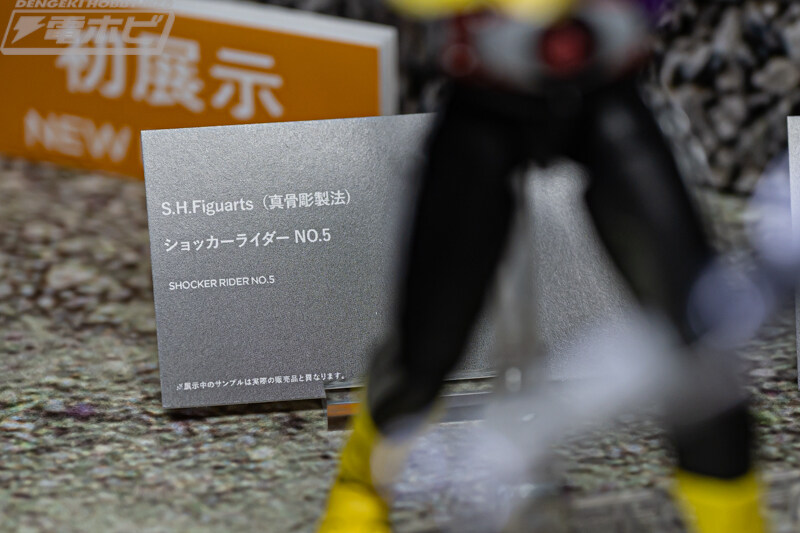 DENGEKI HOBBY
電ホビ
初展示
NEW
S.H.Figuarts（真骨彫製法）
ショッカーライダー NO.5
SHOCKER RIDER NO.5
※展示中のサンプルは実際の販売品と異なります。